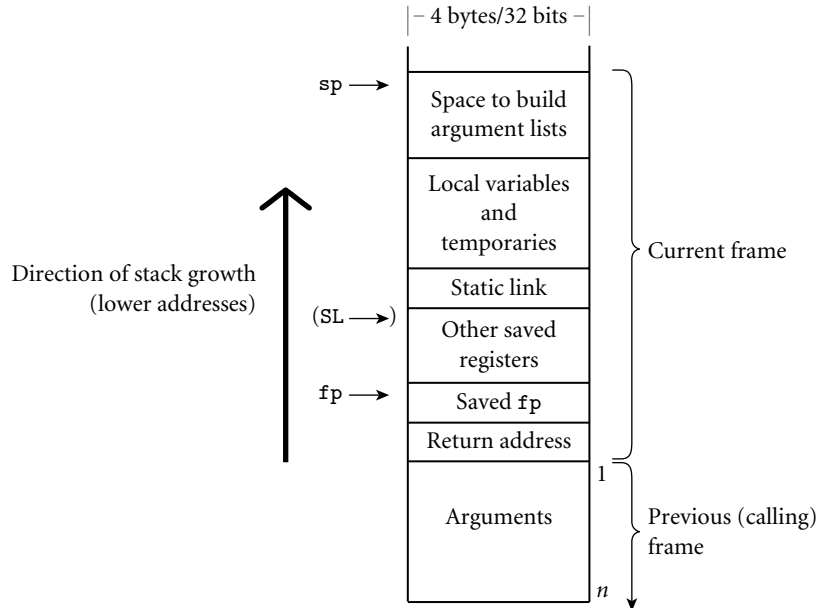 – 4 bytes/32 bits –
sp
Space to build
argument lists
Local variables
and
temporaries
Current frame
Direction of stack growth
(lower addresses)
Static link
(SL )
Other saved
registers
fp
Saved fp
Return address
1
Arguments
Previous (calling)
frame
n